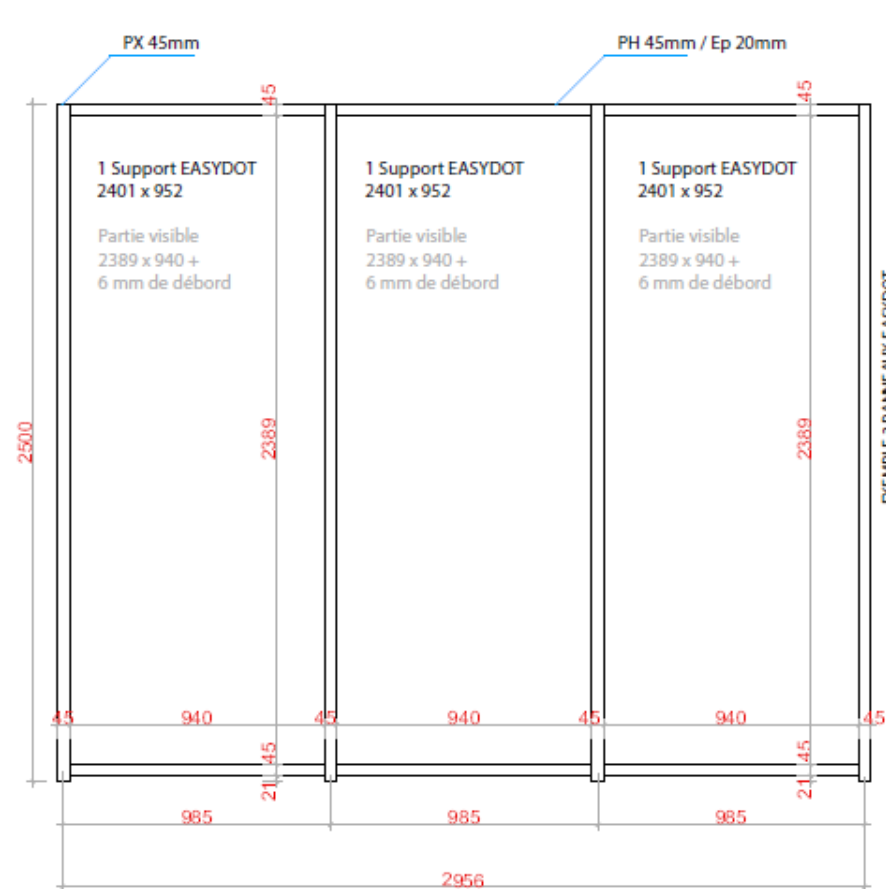 PX 45mm
PH 45mm / Ep 20mm
45
45
1 Support EASYDOT
2401 x 952
Partie visible
2389 x 940 +
6 mm de débord
1 Support EASYDOT
2401 x 952
Partie visible
2389 x 940 +
6 mm de débord
1 Support EASYDOT
2401 x 952
Partie visible
2389 x 940 +
6 mm de débord
2500
2389
2389
45
940
45
940
45
940
45
45
45
21
21
985
985
985
2956